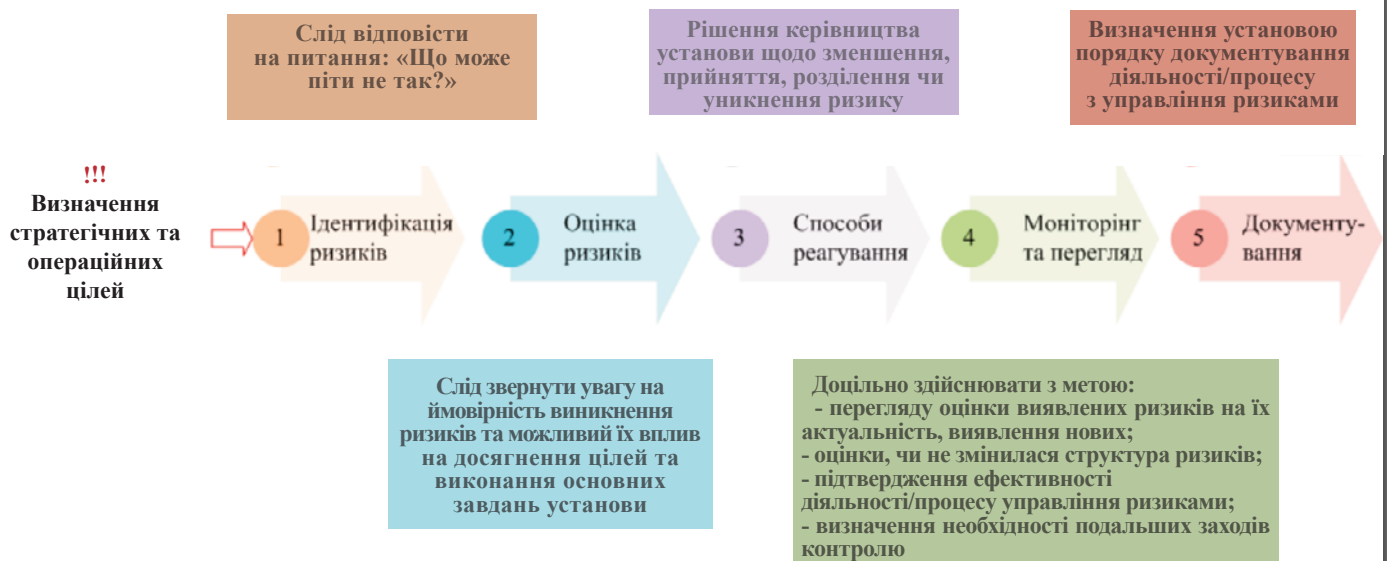 Слід відповісти
на питання: «Що може
піти не так?»
Рішення керівництва
установи щодо зменшення,
прийняття, розділення чи
уникнення ризику
Визначення установою
порядку документування
діяльності/процесу
з управління ризиками
!!!
Визначення
стратегічних та
операційних
цілей
1
Ідентифікація
ризиків
2
Оцінка
ризиків
3
Способи
реагування
4
Моніторінг
та перегляд
5
Документу-
вання
Слід звернути увагу на
ймовірність виникнення
ризиків та можливий їх вплив
на досягнення цілей та
виконання основних
завдань установи
Доцільно здійснювати з метою:
- перегляду оцінки виявлених ризиків на їх
актуальність, виявлення нових;
- оцінки, чи не змінилася структура ризиків;
- підтвердження ефективності
діяльності/процесу управління ризиками;
- визначення необхідності подальших заходів
контролю